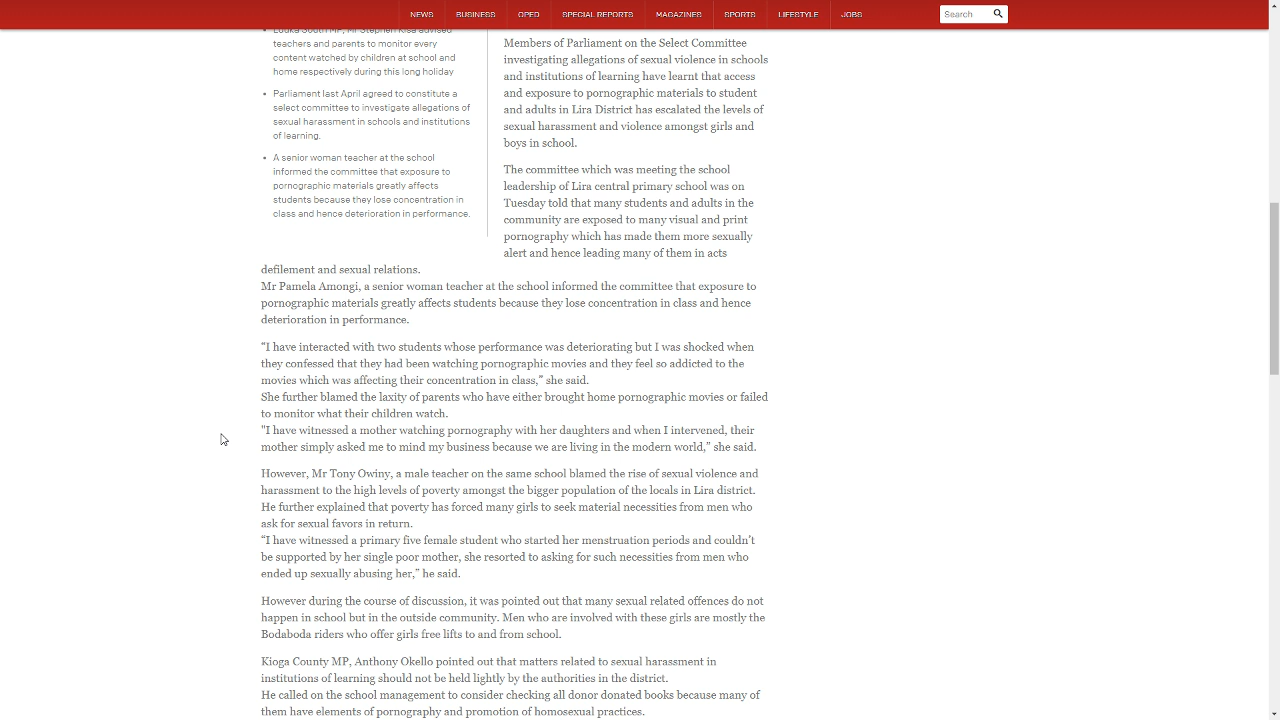 NEWS BUSINESS OPED SPECIAL REPORTS MAGAZINES SPORTS LIFESTYLE JOBS Search
Louka South MP, Mr Stephen Kisa advised
teachers and parents to monitor every
content watched by children at school and
home respectively during this long holiday
Parliament last April agreed to constitute a
select committee to investigate allegations of
sexual harassment in schools and institutions
of learning.
A senior woman teacher at the school
informed the committee that exposure to
pornographic materials greatly affects
students because they lose concentration in
class and hence deterioration in performance.
Members of Parliament on the Select Committee
investigating allegations of sexual violence in schools
and institutions of learning have learnt that access
and exposure to pornographic materials to student
and adults in Lira District has escalated the levels of
sexual harassment and violence amongst girls and
boys in school.
The committee which was meeting the school
leadership of Lira central primary school was on
Tuesday told that many students and adults in the
community are exposed to many visual and print
pornography which has made them more sexually
alert and hence leading many of them in acts
defilement and sexual relations.
Mr Pamela Amongi, a senior woman teacher at the school informed the committee that exposure to
pornographic materials greatly affects students because they lose concentration in class and hence
deterioration in performance.
“I have interacted with two students whose performance was deteriorating but I was shocked when
they confessed that they had been watching pornographic movies and they feel so addicted to the
movies which was affecting their concentration in class,” she said.
She further blamed the laxity of parents who have either brought home pornographic movies or failed
to monitor what their children watch.
"I have witnessed a mother watching pornography with her daughters and when I intervened, their
mother simply asked me to mind my business because we are living in the modern world,” she said.
However, Mr Tony Owiny, a male teacher on the same school blamed the rise of sexual violence and
harassment to the high levels of poverty amongst the bigger population of the locals in Lira district.
He further explained that poverty has forced many girls to seek material necessities from men who
ask for sexual favors in return.
“I have witnessed a primary five female student who started her menstruation periods and couldn’t
be supported by her single poor mother, she resorted to asking for such necessities from men who
ended up sexually abusing her,” he said.
However during the course of discussion, it was pointed out that many sexual related offences do not
happen in school but in the outside community. Men who are involved with these girls are mostly the
Bodaboda riders who offer girls free lifts to and from school.
Kioga County MP, Anthony Okello pointed out that matters related to sexual harassment in
institutions of learning should not be held lightly by the authorities in the district.
He called on the school management to consider checking all donor donated books because many of
them have elements of pornography and promotion of homosexual practices.